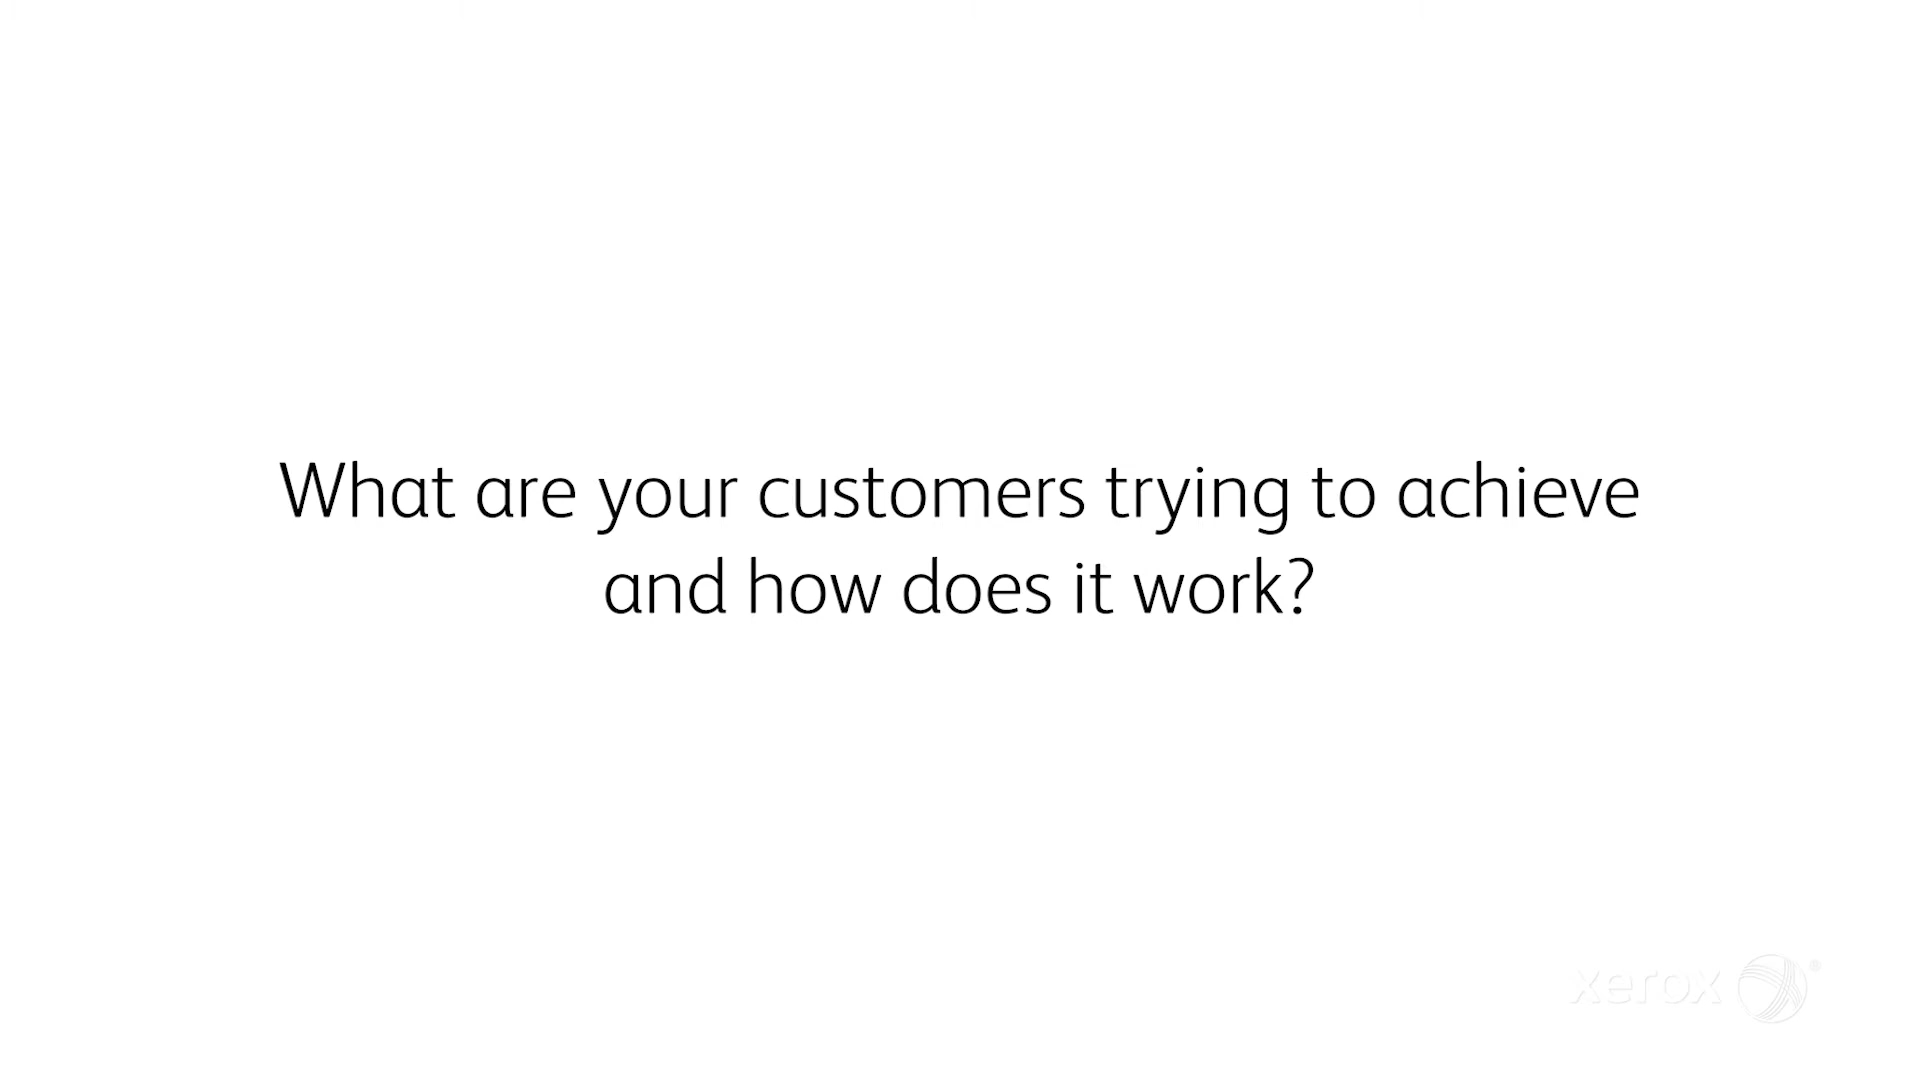 What are your customers trying to achieve
and how does it work?
xerox ®